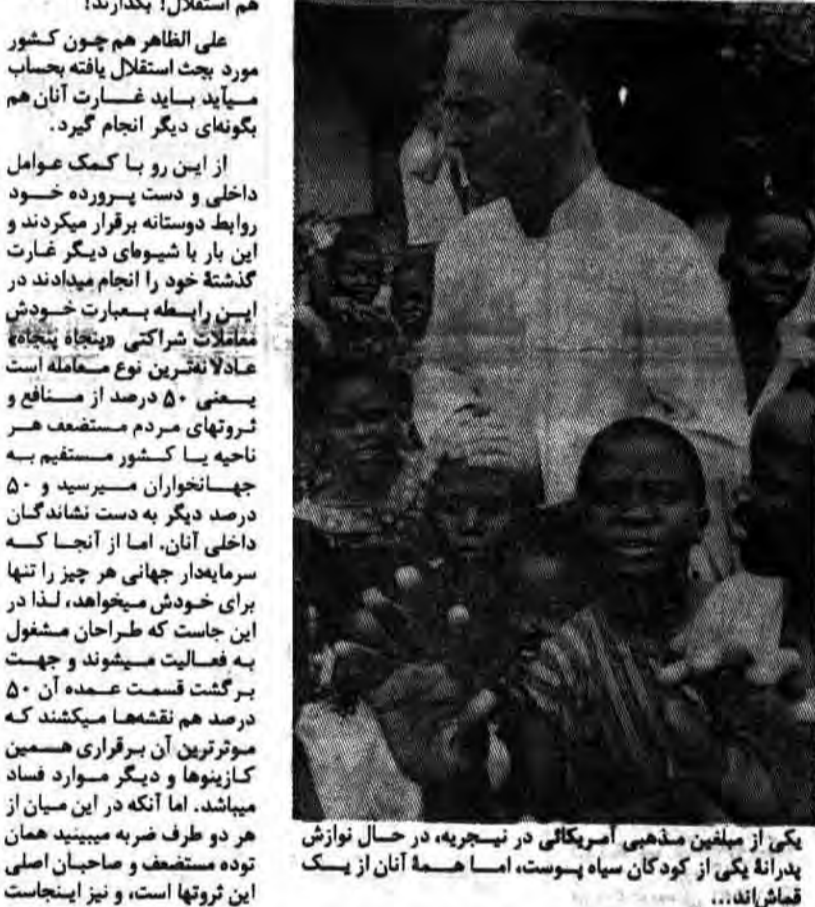 هم استقلال! بگذارند!
علی الظاهر هم چون کشور
مورد بحث استقلال یافته بحساب
میآید باید غارت آنان هم
بگونه‌ای دیگر انجام گیرد.
از این رو با کمک عوامل
داخلی و دست پرورده خود
روابط دوستانه برقرار میکردند و
این بار با شیوه‌ای دیگر غارت
گذشتهٔ خود را انجام میدادند در
این رابطه بعبارت خودش
معاملات شراکتی «پنجاه پنجاه»
عادلانه‌ترین نوع معامله است
یعنی ۵۰ درصد از منافع و
ثروتهای مردم مستضعف هر
ناحیه یا کشور مستقیم به
جهانخواران میرسید و ۵۰
درصد دیگر به دست نشاندگان
داخلی آنان. اما از آنجا که
سرمایه‌دار جهانی هر چیز را تنها
برای خودش میخواهد، لذا در
این جاست که طراحان مشغول
به فعالیت میشوند و جهت
برگشت قسمت عمده آن ۵۰
درصد هم نقشه‌ها میکشند که
موثرترین آن برقراری همین
کازینوها و دیگر موارد فساد
میباشد. اما آنکه در این میان از
هر دو طرف ضربه میبیند همان
توده مستضعف و صاحبان اصلی
این ثروتها است، و نیز اینجاست
یکی از مبلغین مذهبی آمریکائی در نیجریه، در حال نوازش
پدرانهٔ یکی از کودکان سیاه پوست، اما همهٔ آنان از یک
قماش‌اند...